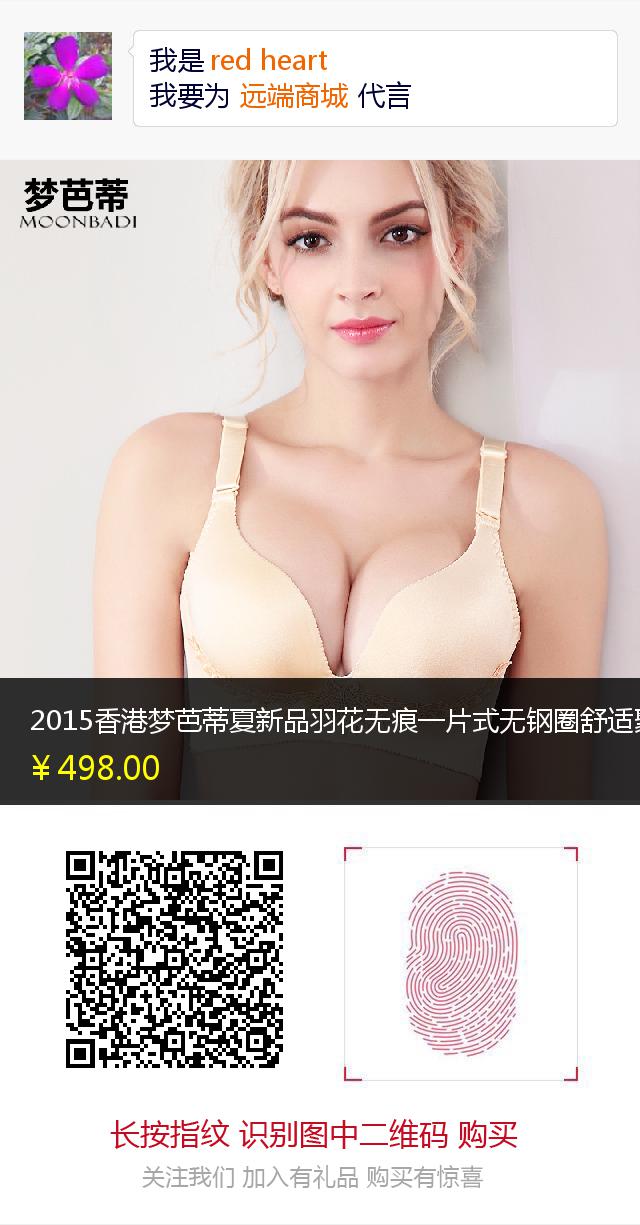 我是 red heart
我要为 远端商城 代言
梦芭蒂
MOONBADI
2015香港梦芭蒂夏新品羽花无痕一片式无钢圈舒适
¥498.00
长按指纹 识别图中二维码 购买
关注我们 加入有礼品 购买有惊喜